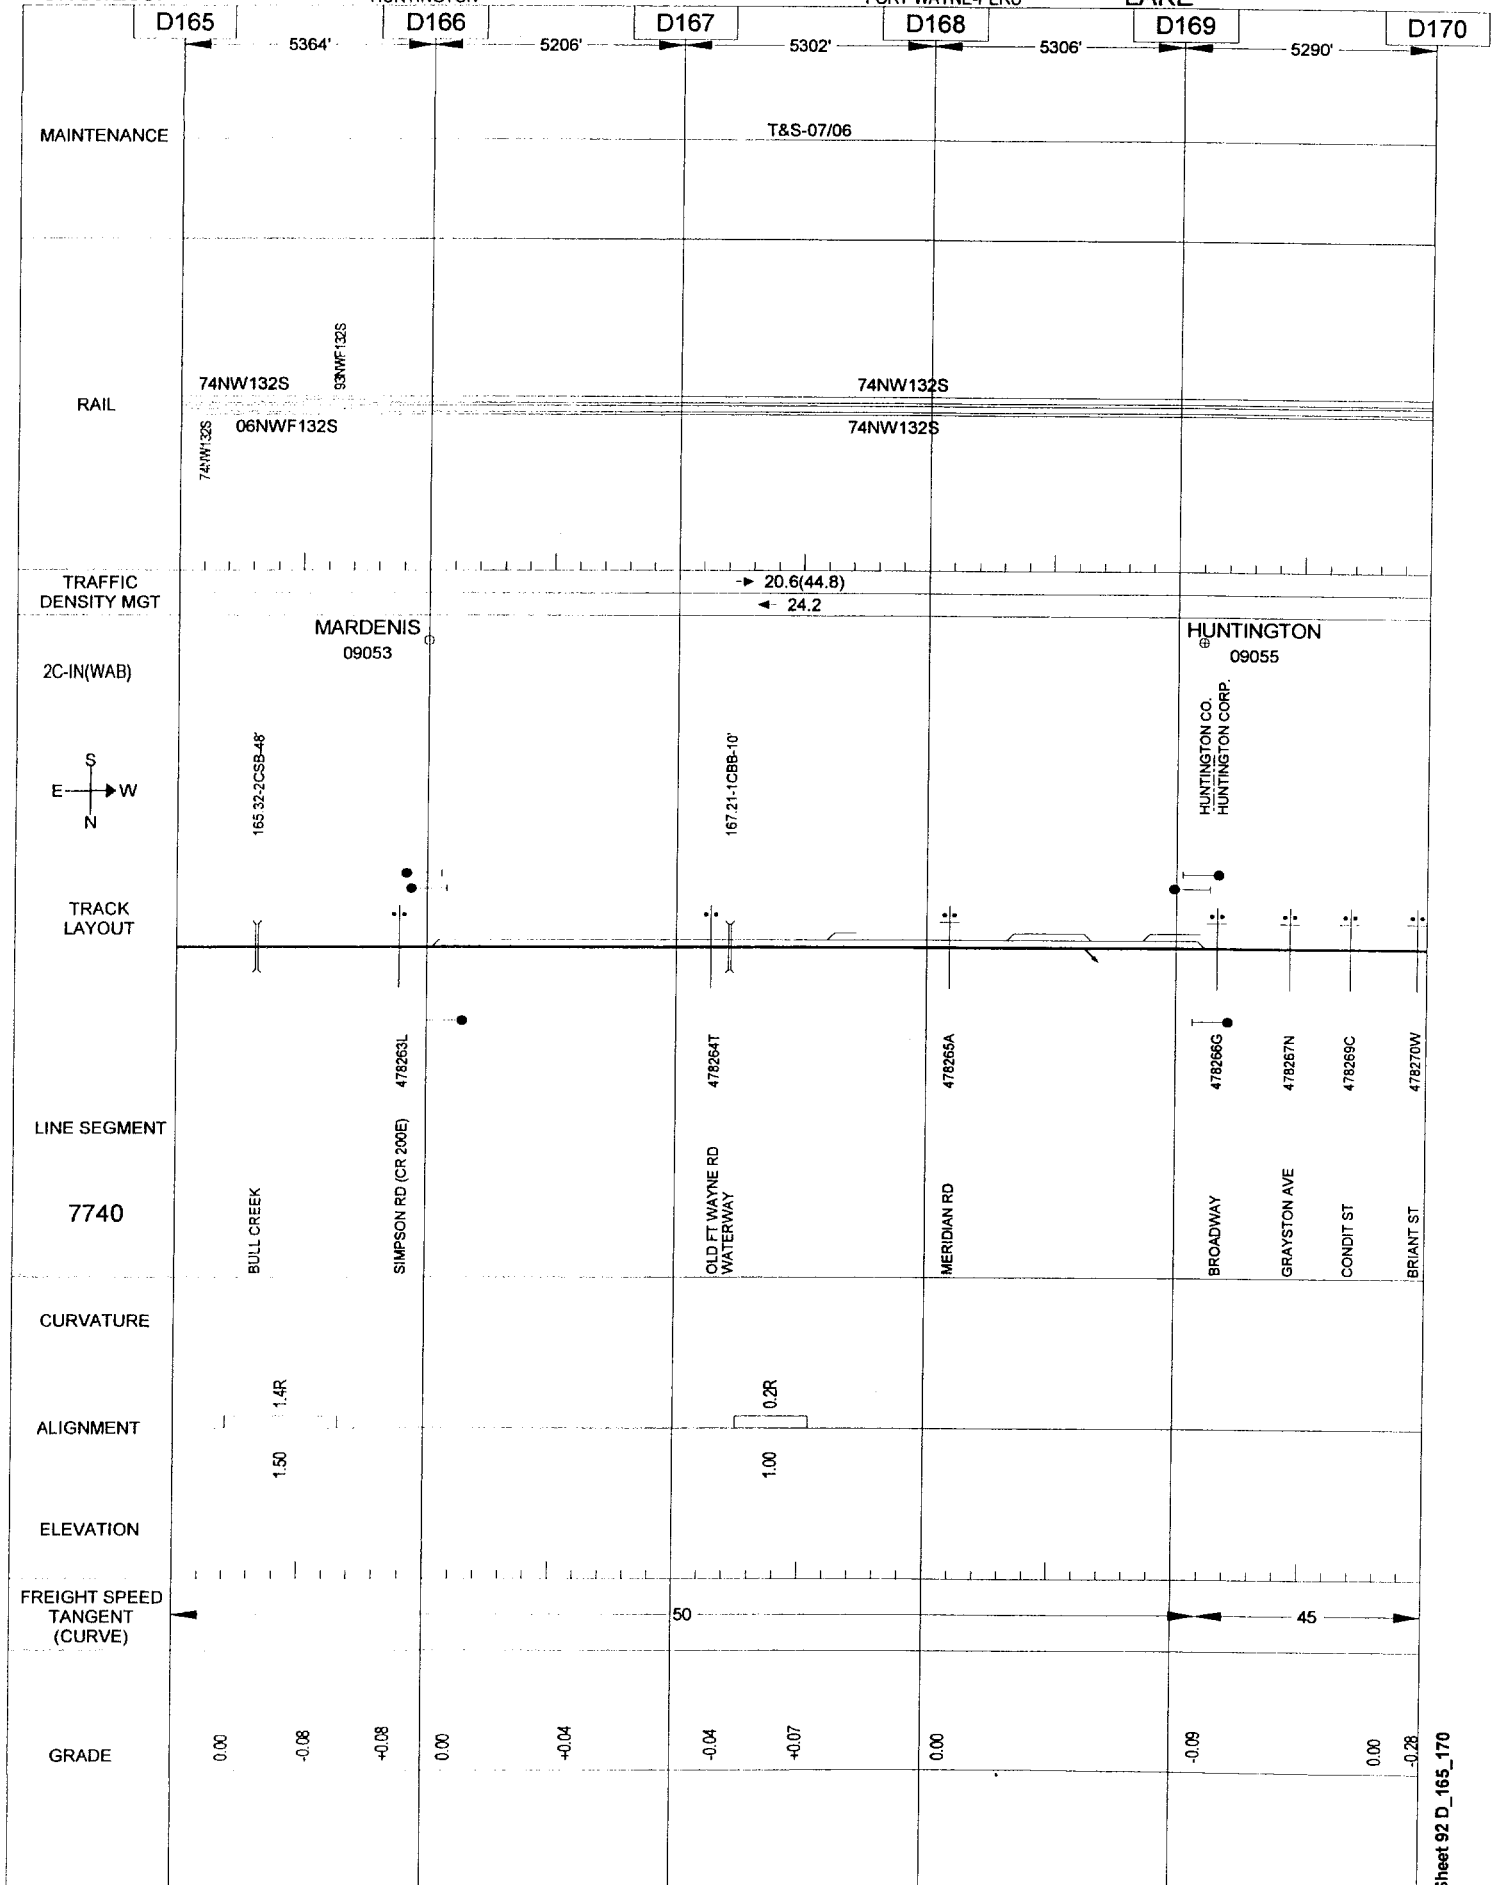 HUNTINGTON
LAKE
D165
D166
D167
D168
D169
D170
5364'
5206'
5302'
5306'
5290'
MAINTENANCE
T&S-07/06
RAIL
74NW132S
93NWF132S
74NW132S
74NW132S
06NWF132S
74NW132S
TRAFFIC
DENSITY MGT
20.6(44.8)
24.2
MARDENIS
09053
HUNTINGTON
09055
2C-IN(WAB)
S
E
W
N
165.32-2CSB-48'
167.21-1CBB-10'
HUNTINGTON CO.
HUNTINGTON CORP.
TRACK
LAYOUT
478263L
478264T
478265A
478266G
478267N
478269C
478270W
LINE SEGMENT
7740
BULL CREEK
SIMPSON RD (CR 200E)
OLD FT WAYNE RD
WATERWAY
MERIDIAN RD
BROADWAY
GRAYSTON AVE
CONDIT ST
BRIANT ST
CURVATURE
1.4R
0.2R
ALIGNMENT
1.50
1.00
ELEVATION
FREIGHT SPEED
TANGENT
(CURVE)
50
45
GRADE
0.00
-0.08
+0.08
0.00
+0.04
-0.04
+0.07
0.00
-0.09
0.00
-0.28
Sheet 92 D_165_170